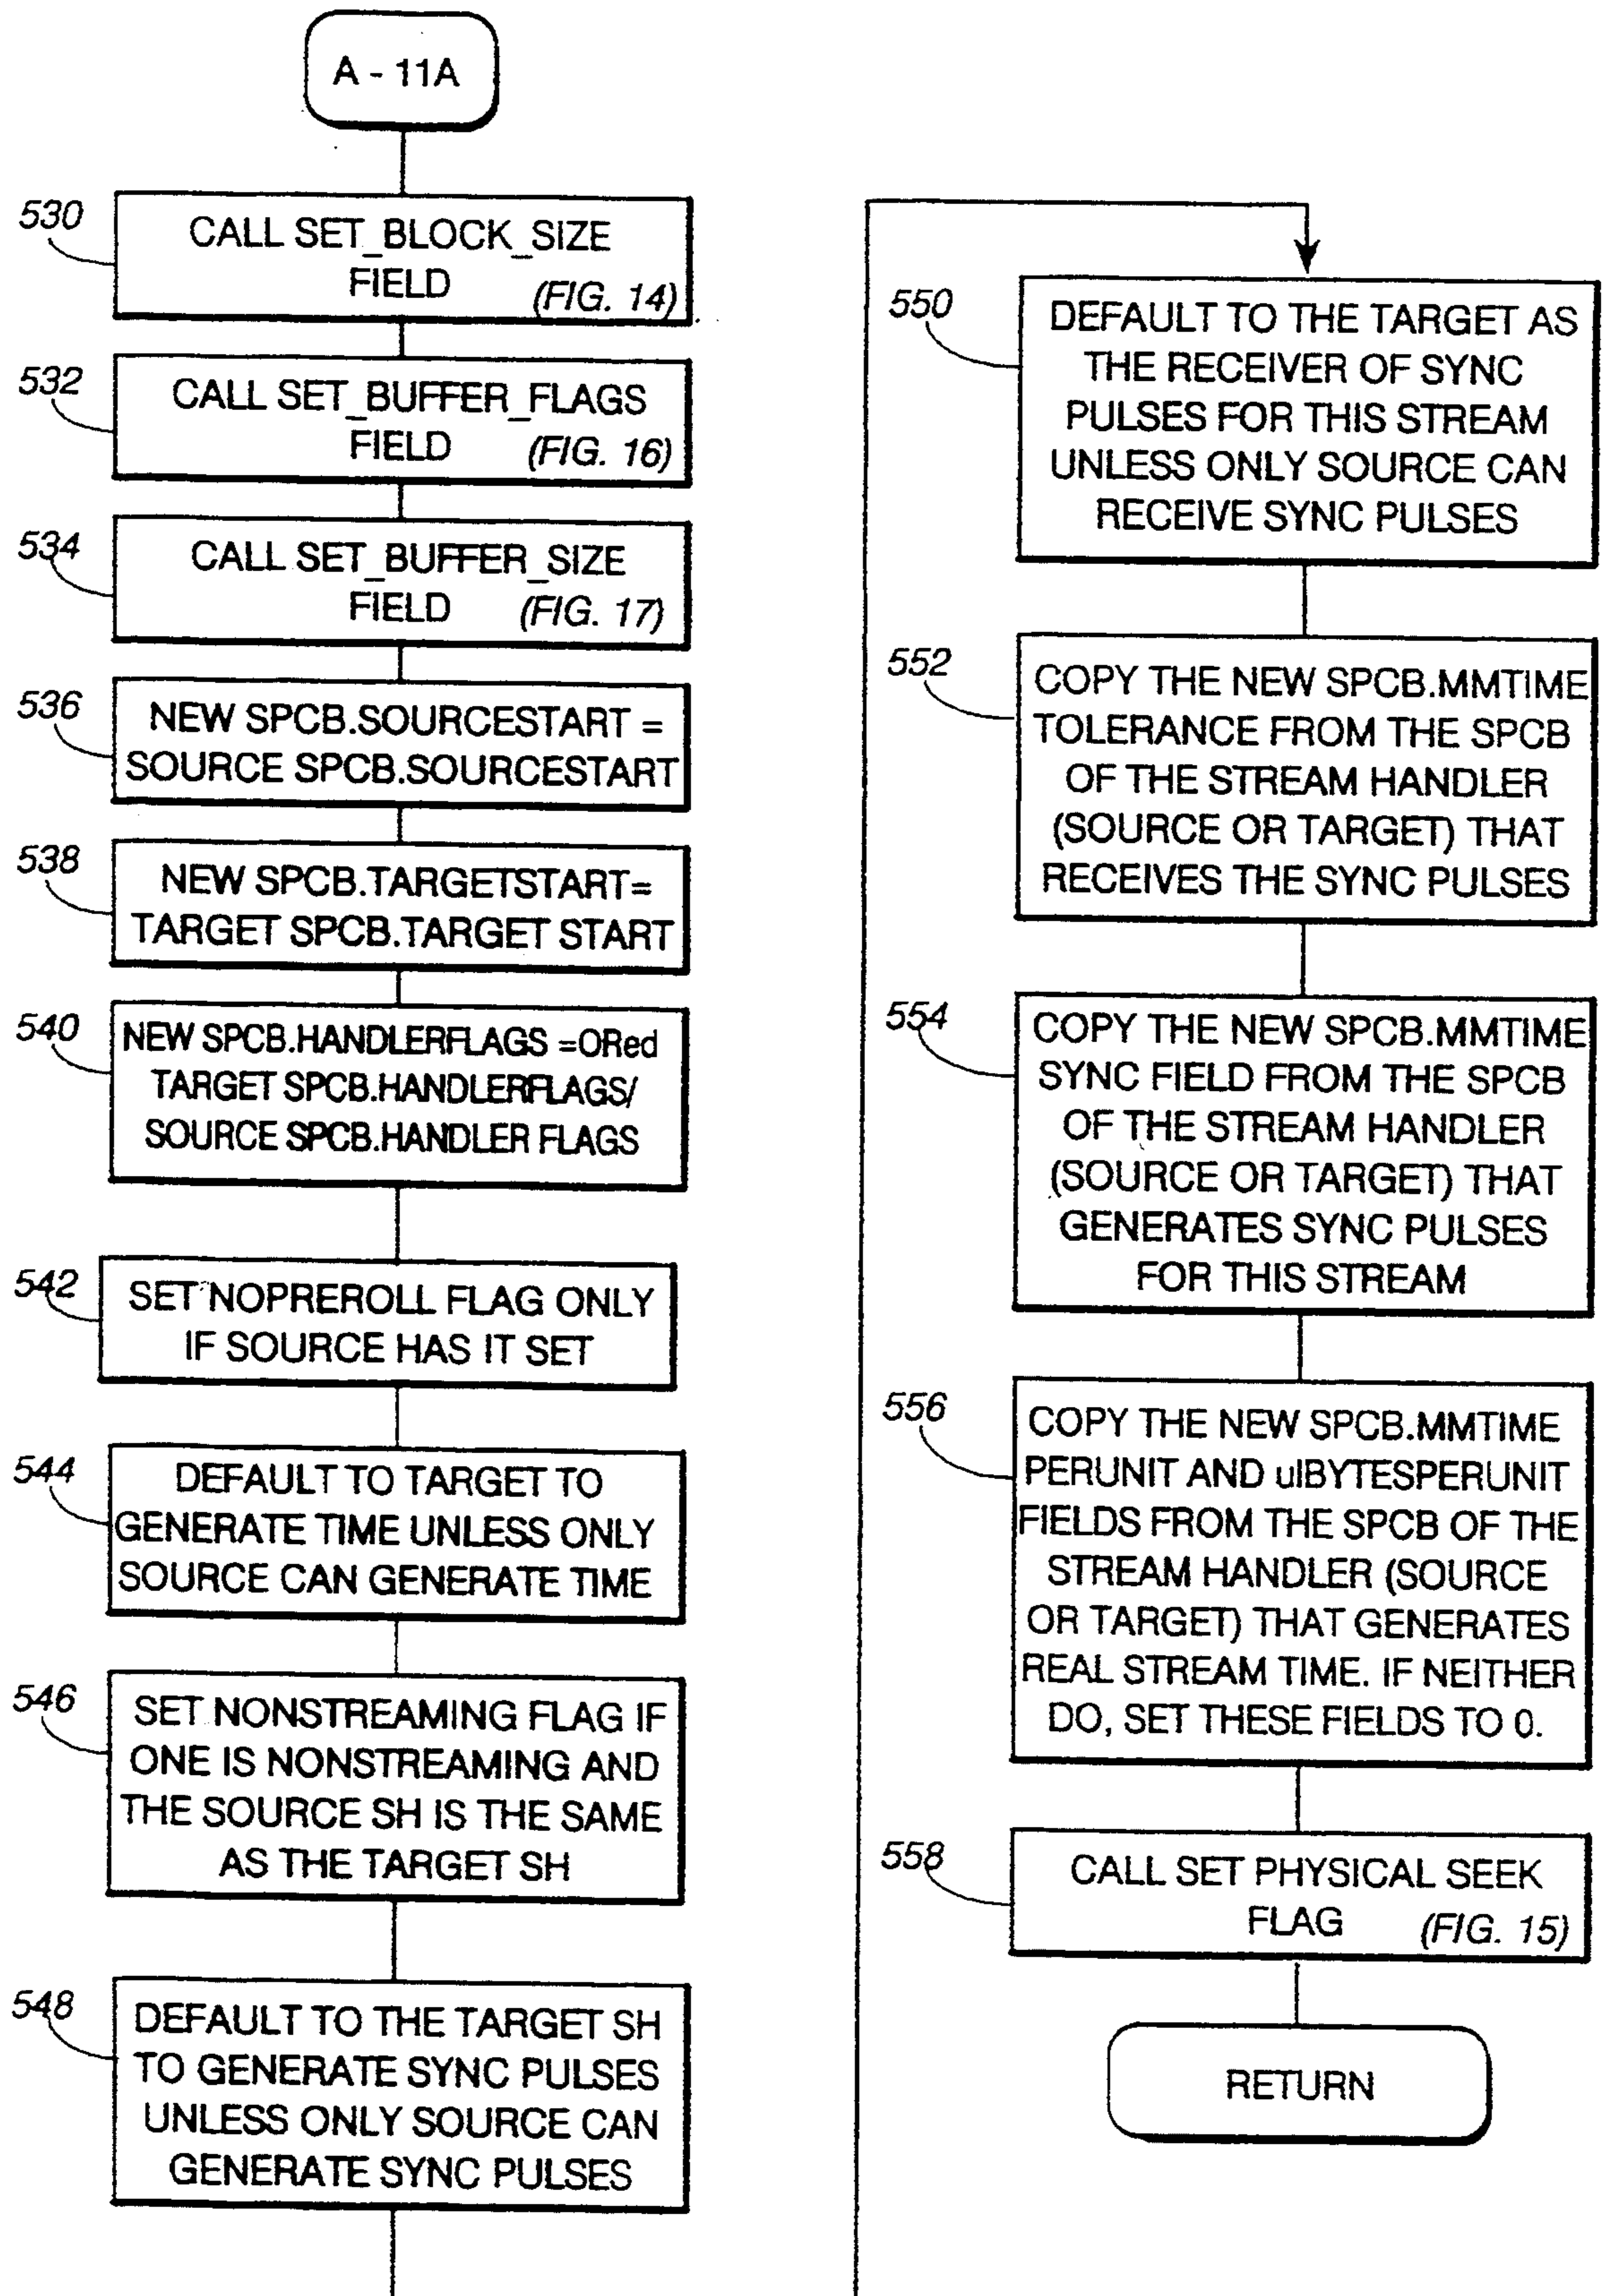 A - 11A
530
CALL SET_BLOCK_SIZE
FIELD (FIG. 14)
532
CALL SET_BUFFER_FLAGS
FIELD (FIG. 16)
534
CALL SET_BUFFER_SIZE
FIELD (FIG. 17)
536
NEW SPCB.SOURCESTART =
SOURCE SPCB.SOURCESTART
538
NEW SPCB.TARGETSTART=
TARGET SPCB.TARGET START
540
NEW SPCB.HANDLERFLAGS =ORed
TARGET SPCB.HANDLERFLAGS/
SOURCE SPCB.HANDLER FLAGS
542
SET NOPREROLL FLAG ONLY
IF SOURCE HAS IT SET
544
DEFAULT TO TARGET TO
GENERATE TIME UNLESS ONLY
SOURCE CAN GENERATE TIME
546
SET NONSTREAMING FLAG IF
ONE IS NONSTREAMING AND
THE SOURCE SH IS THE SAME
AS THE TARGET SH
548
DEFAULT TO THE TARGET SH
TO GENERATE SYNC PULSES
UNLESS ONLY SOURCE CAN
GENERATE SYNC PULSES
550
DEFAULT TO THE TARGET AS
THE RECEIVER OF SYNC
PULSES FOR THIS STREAM
UNLESS ONLY SOURCE CAN
RECEIVE SYNC PULSES
552
COPY THE NEW SPCB.MMTIME
TOLERANCE FROM THE SPCB
OF THE STREAM HANDLER
(SOURCE OR TARGET) THAT
RECEIVES THE SYNC PULSES
554
COPY THE NEW SPCB.MMTIME
SYNC FIELD FROM THE SPCB
OF THE STREAM HANDLER
(SOURCE OR TARGET) THAT
GENERATES SYNC PULSES
FOR THIS STREAM
556
COPY THE NEW SPCB.MMTIME
PERUNIT AND ulBYTESPERUNIT
FIELDS FROM THE SPCB OF THE
STREAM HANDLER (SOURCE
OR TARGET) THAT GENERATES
REAL STREAM TIME. IF NEITHER
DO, SET THESE FIELDS TO 0.
558
CALL SET PHYSICAL SEEK
FLAG (FIG. 15)
RETURN